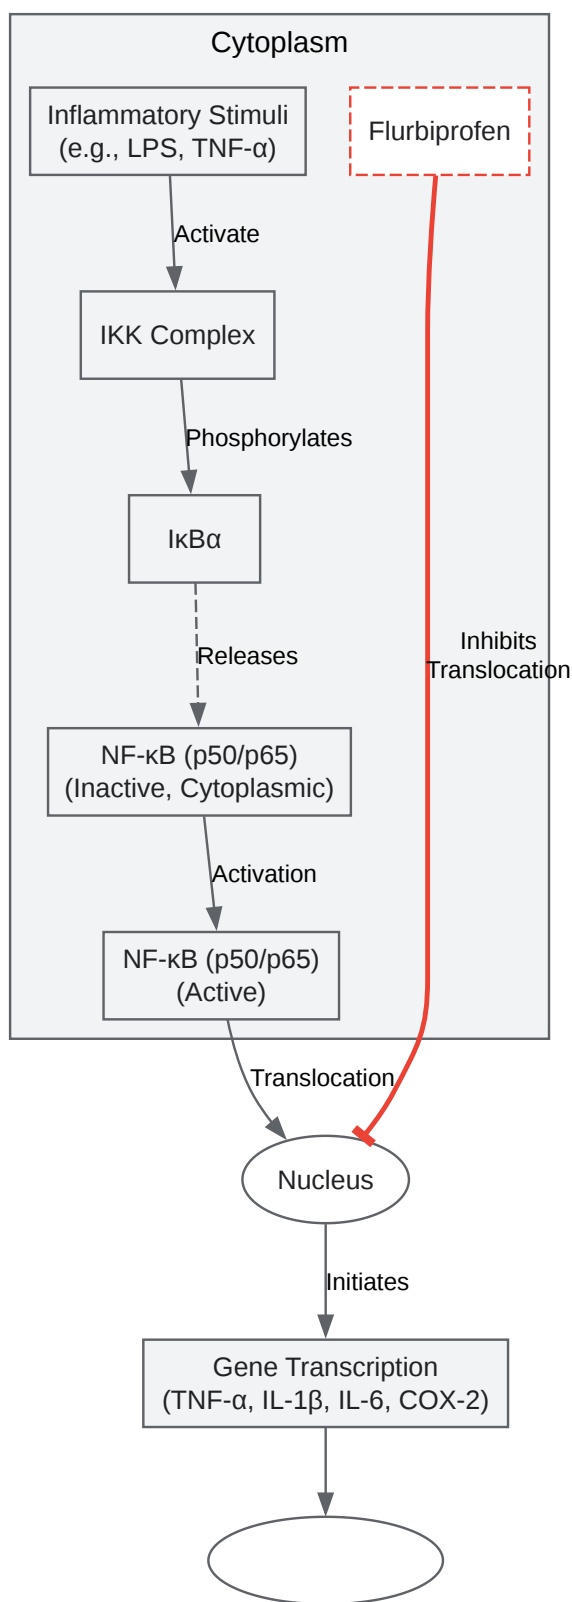 Cytoplasm
Inflammatory Stimuli
(e.g., LPS, TNF-α)
Flurbiprofen
Activate
IKK Complex
Phosphorylates
IκBα
Releases
Inhibits
Translocation
NF-κB (p50/p65)
(Inactive, Cytoplasmic)
Activation
NF-κB (p50/p65)
(Active)
Translocation
Nucleus
Initiates
Gene Transcription
(TNF-α, IL-1β, IL-6, COX-2)